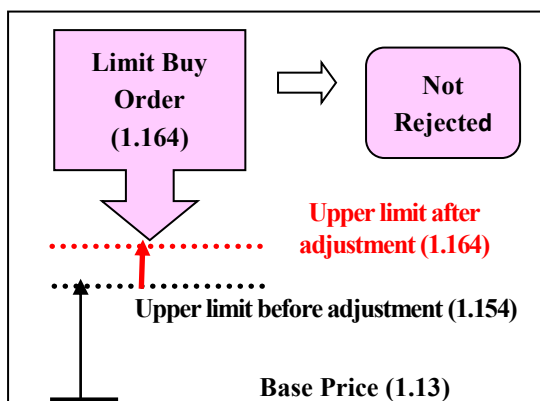 Limit Buy
Order
(1.164)
Not
Rejected
Upper limit after
adjustment (1.164)
Upper limit before adjustment (1.154)
Base Price (1.13)